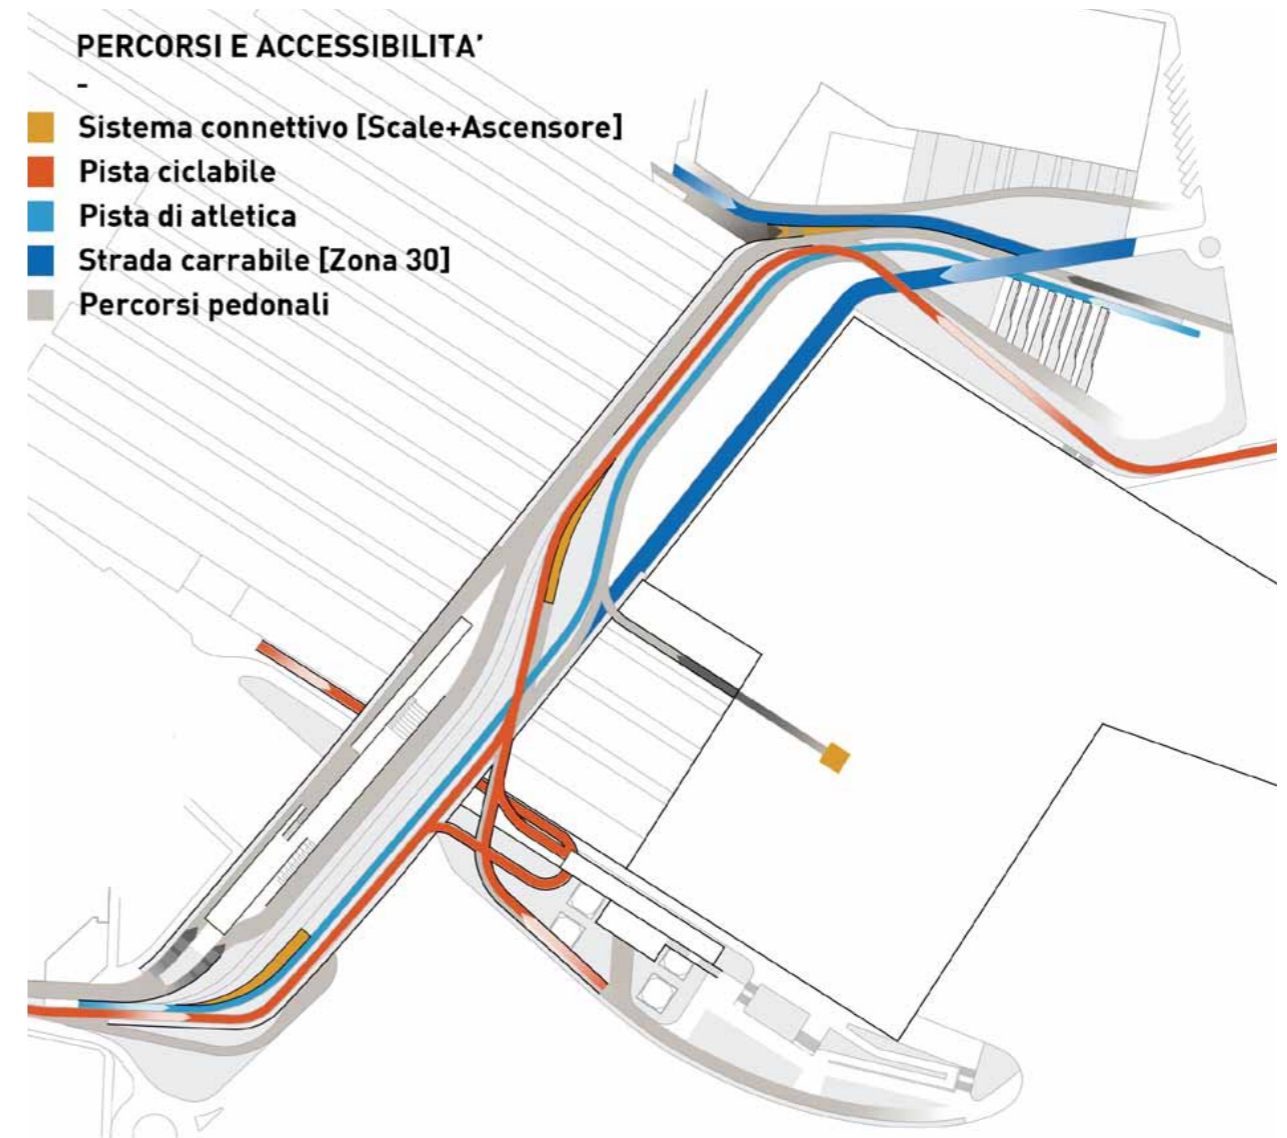 PERCORSI E ACCESSIBILITA'
-
Sistema connettivo [Scale+Ascensore]
Pista ciclabile
Pista di atletica
Strada carrabile [Zona 30]
Percorsi pedonali